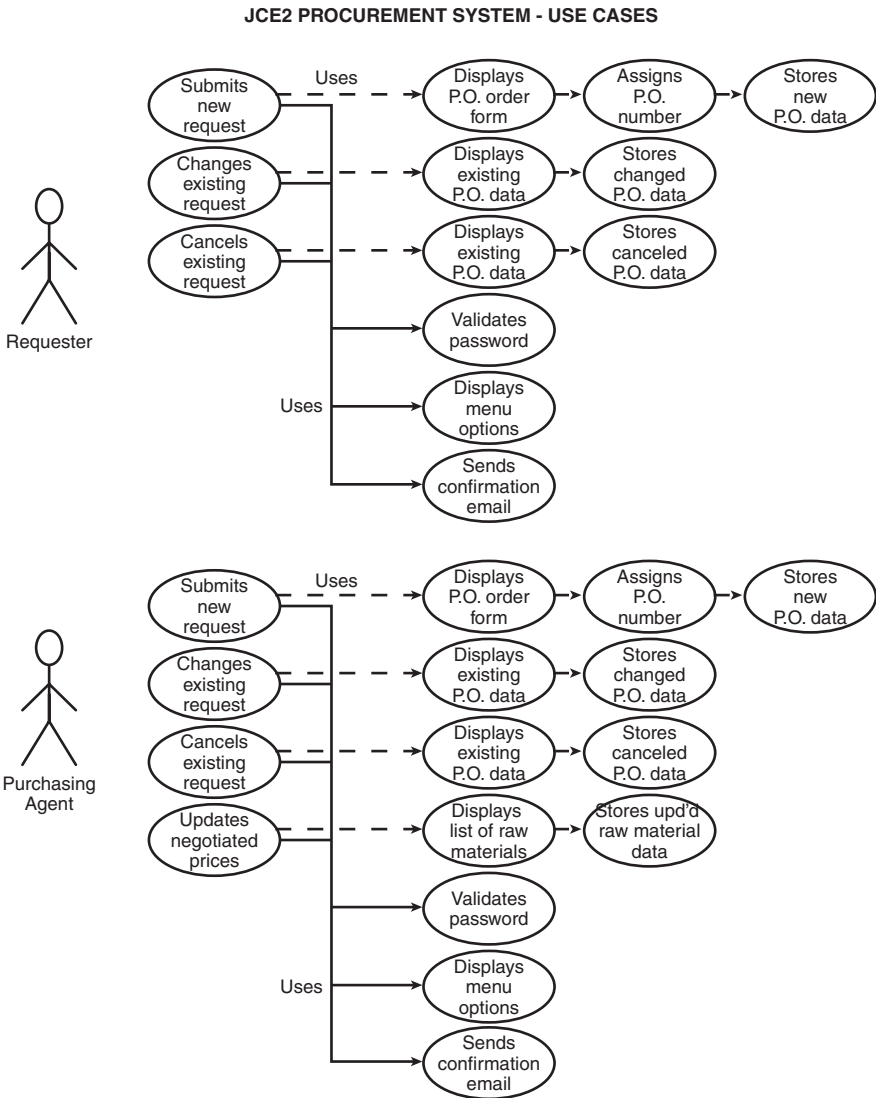 JCE2 PROCUREMENT SYSTEM - USE CASES
Submits
new
request
Uses
Displays
P.O. order
form
Assigns
P.O.
number
Stores
new
P.O. data
Changes
existing
request
Displays
existing
P.O. data
Stores
changed
P.O. data
Cancels
existing
request
Displays
existing
P.O. data
Stores
canceled
P.O. data
Requester
Validates
password
Uses
Displays
menu
options
Sends
confirmation
email
Submits
new
request
Uses
Displays
P.O. order
form
Assigns
P.O.
number
Stores
new
P.O. data
Changes
existing
request
Displays
existing
P.O. data
Stores
changed
P.O. data
Purchasing
Agent
Cancels
existing
request
Displays
existing
P.O. data
Stores
canceled
P.O. data
Updates
negotiated
prices
Displays
list of raw
materials
Stores upd'd
raw material
data
Validates
password
Uses
Displays
menu
options
Sends
confirmation
email